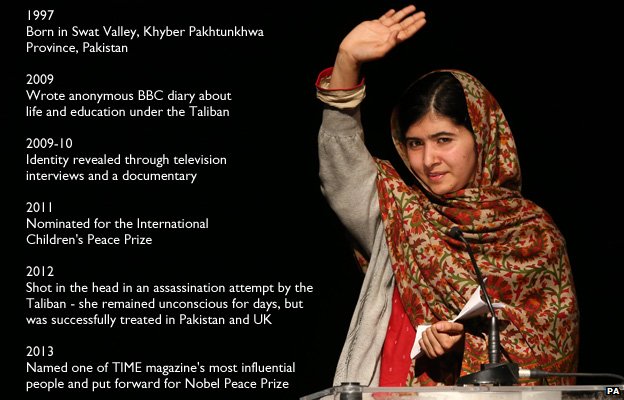 1997
Born in Swat Valley, Khyber Pakhtunkhwa
Province, Pakistan
2009
Wrote anonymous BBC diary about
life and education under the Taliban
2009-10
Identity revealed through television
interviews and a documentary
2011
Nominated for the International
Children's Peace Prize
2012
Shot in the head in an assassination attempt by the
Taliban - she remained unconscious for days, but
was successfully treated in Pakistan and UK
2013
Named one of TIME magazine's most influential
people and put forward for Nobel Peace Prize
PA